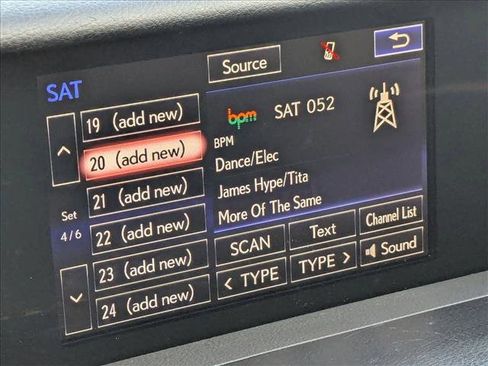 SAT
Source
19 (add new)
20 (add new)
21 (add new)
Set
4/6
22 (add new)
23 (add new)
24 (add new)
bpm
SAT 052
BPM
Dance/Elec
James Hype/Tita
More Of The Same
SCAN
Text
Channel List
< TYPE
TYPE >
Sound